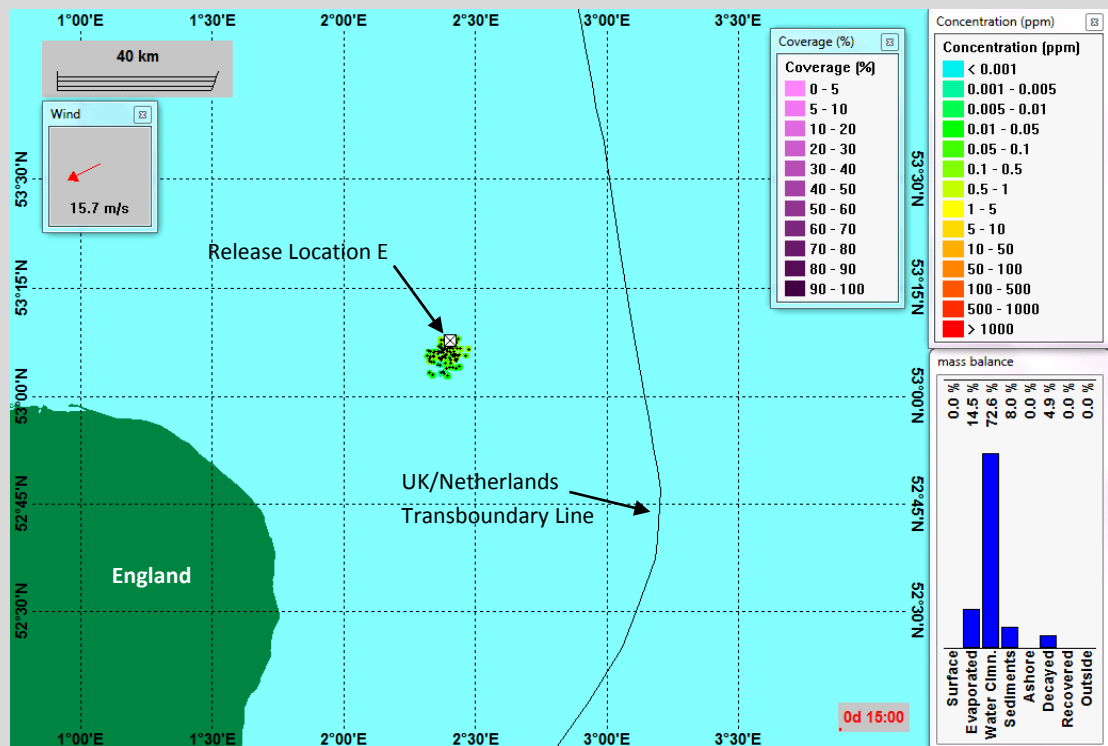 1°00'E 1°30'E 2°00'E 2°30'E 3°00'E 3°30'E
40 km
Wind
15.7 m/s
Coverage (%)
Coverage (%)
0 - 5
5 - 10
10 - 20
20 - 30
30 - 40
40 - 50
50 - 60
60 - 70
70 - 80
80 - 90
90 - 100
Concentration (ppm)
Concentration (ppm)
< 0.001
0.001 - 0.005
0.005 - 0.01
0.01 - 0.05
0.05 - 0.1
0.1 - 0.5
0.5 - 1
1 - 5
5 - 10
10 - 50
50 - 100
100 - 500
500 - 1000
> 1000
53°30'N
53°30'N
Release Location E
53°15'N
53°15'N
53°00'N
53°00'N
UK/Netherlands
Transboundary Line
52°45'N
52°45'N
England
52°30'N
52°30'N
mass balance
0.0 %
14.5 %
72.6 %
8.0 %
0.0 %
4.9 %
0.0 %
0.0 %
Surface
Evaporated
Water Clmn.
Sediments
Ashore
Decayed
Recovered
Outside
0d 15:00
1°00'E 1°30'E 2°00'E 2°30'E 3°00'E 3°30'E